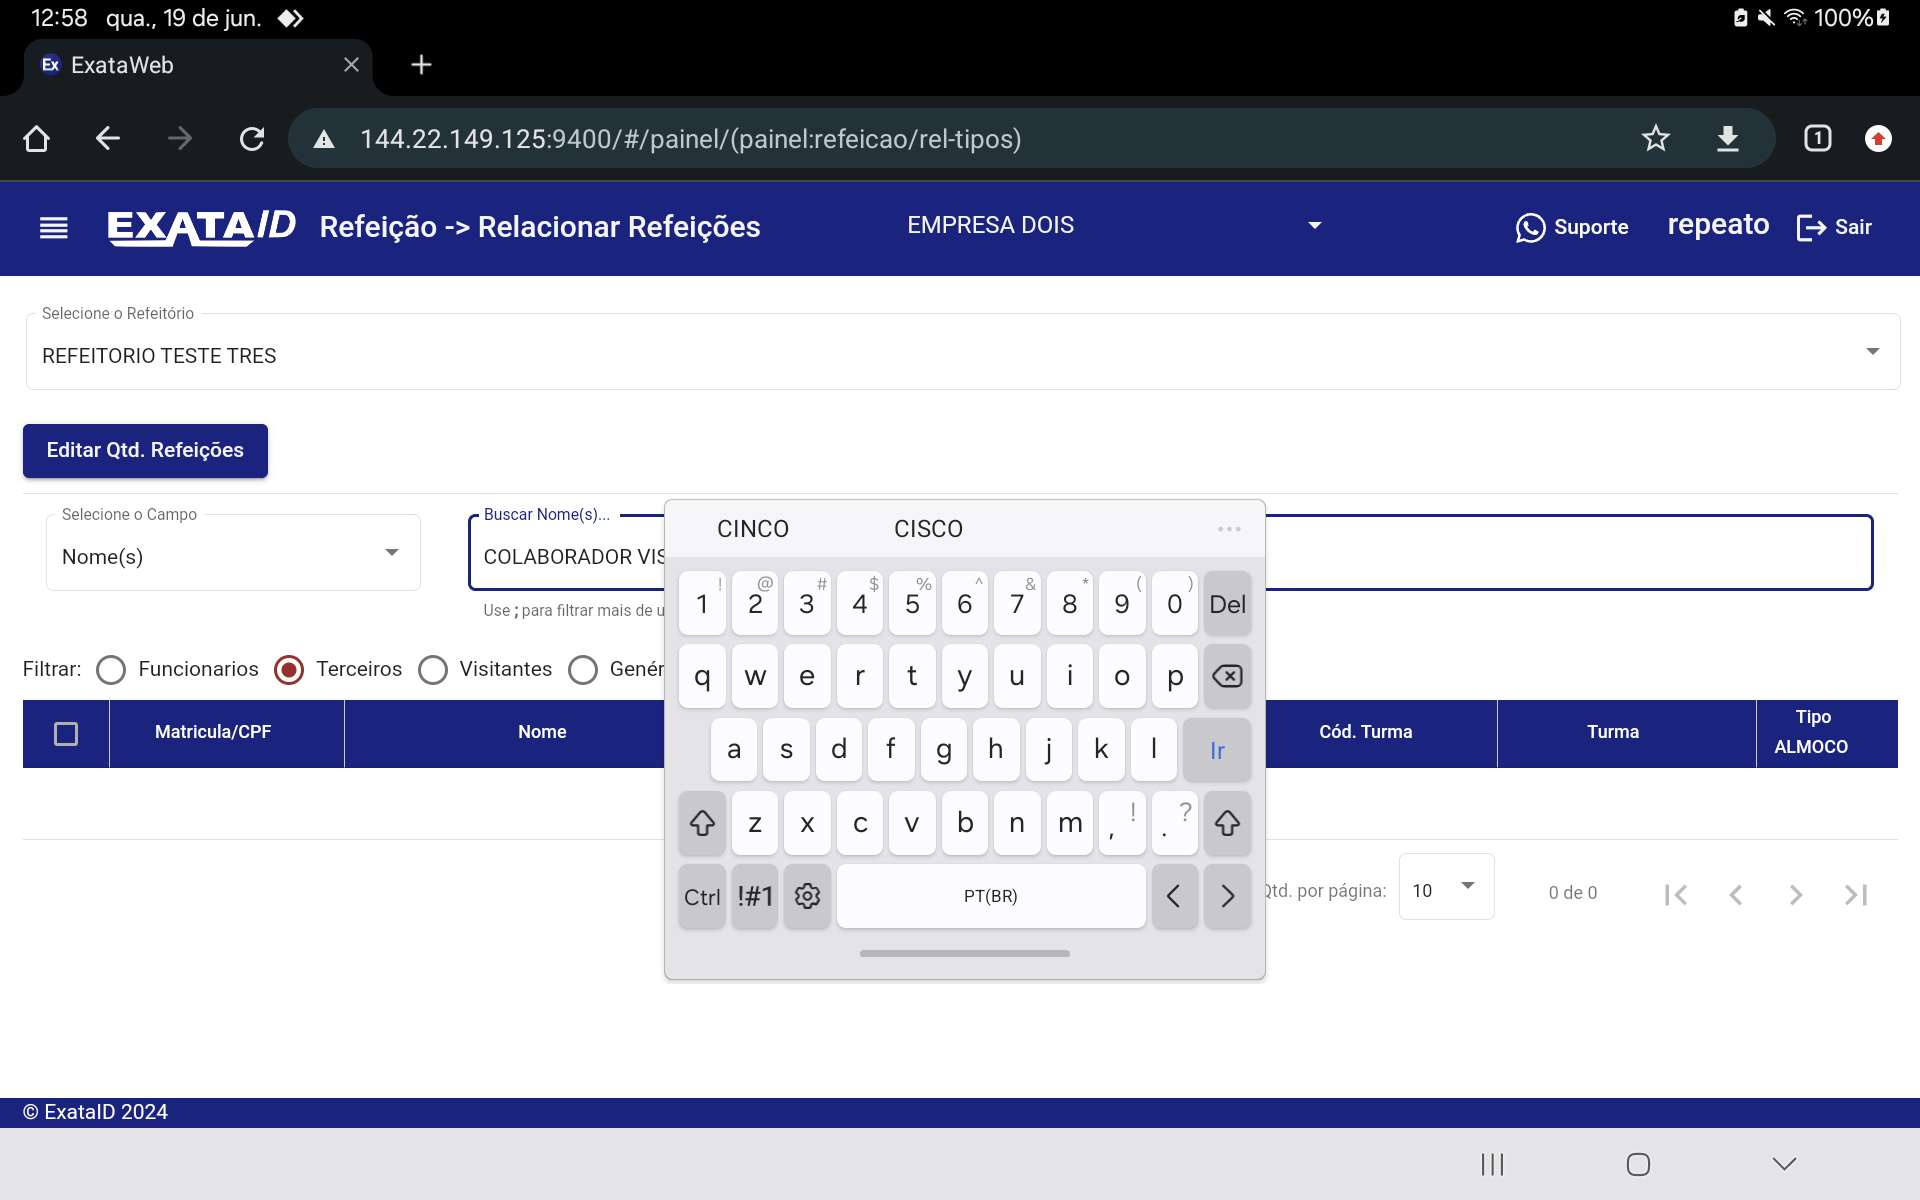 12:58 qua., 19 de jun. 100%
Ex ExataWeb
144.22.149.125:9400/#/painel/(painel:refeicao/rel-tipos) 1
EXATAID Refeição -> Relacionar Refeições EMPRESA DOIS Suporte repeato Sair
Selecione o Refeitório
REFEITORIO TESTE TRES
Editar Qtd. Refeições
Selecione o Campo
Nome(s)
Buscar Nome(s)...
COLABORADOR VIS
Use ; para filtrar mais de u
CINCO CISCO
1 ! 2 @ 3 # 4 $ 5 % 6 ^ 7 & 8 * 9 ( 0 ) Del
q w e r t y u i o p
a s d f g h j k l Ir
z x c v b n m , ! . ?
Ctrl !#1 PT(BR) < >
Filtrar: Funcionarios Terceiros Visitantes Genér
Matricula/CPF Nome Cód. Turma Turma Tipo
ALMOCO
Qtd. por página: 10 0 de 0
© ExataID 2024